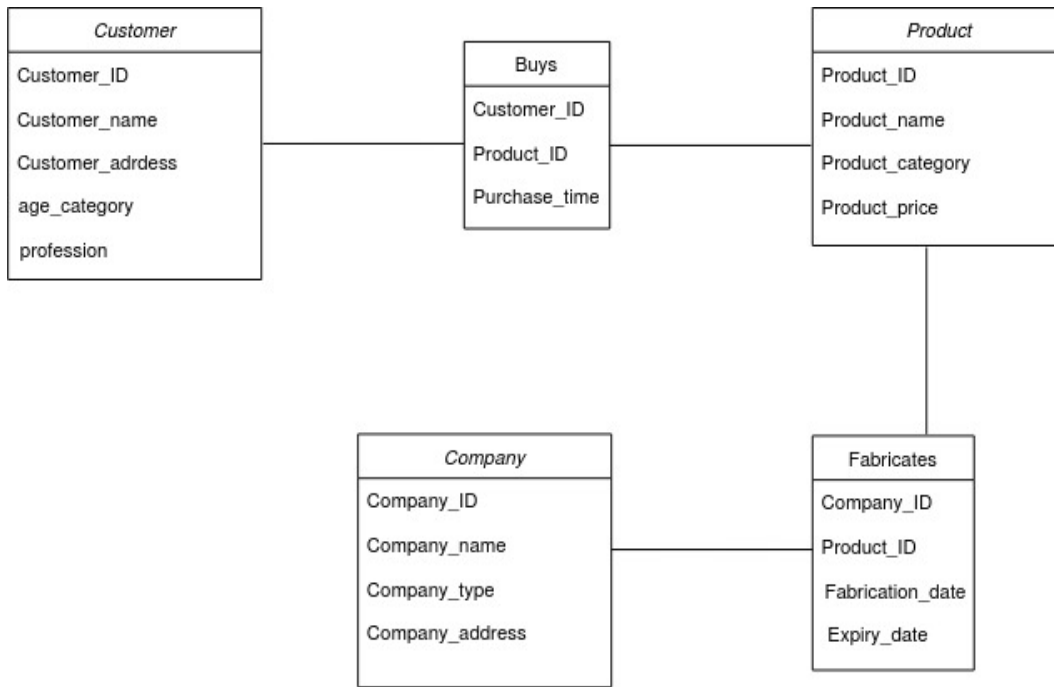 Customer
Customer_ID
Customer_name
Customer_adrdess
age_category
profession
Buys
Customer_ID
Product_ID
Purchase_time
Product
Product_ID
Product_name
Product_category
Product_price
Company
Company_ID
Company_name
Company_type
Company_address
Fabricates
Company_ID
Product_ID
Fabrication_date
Expiry_date